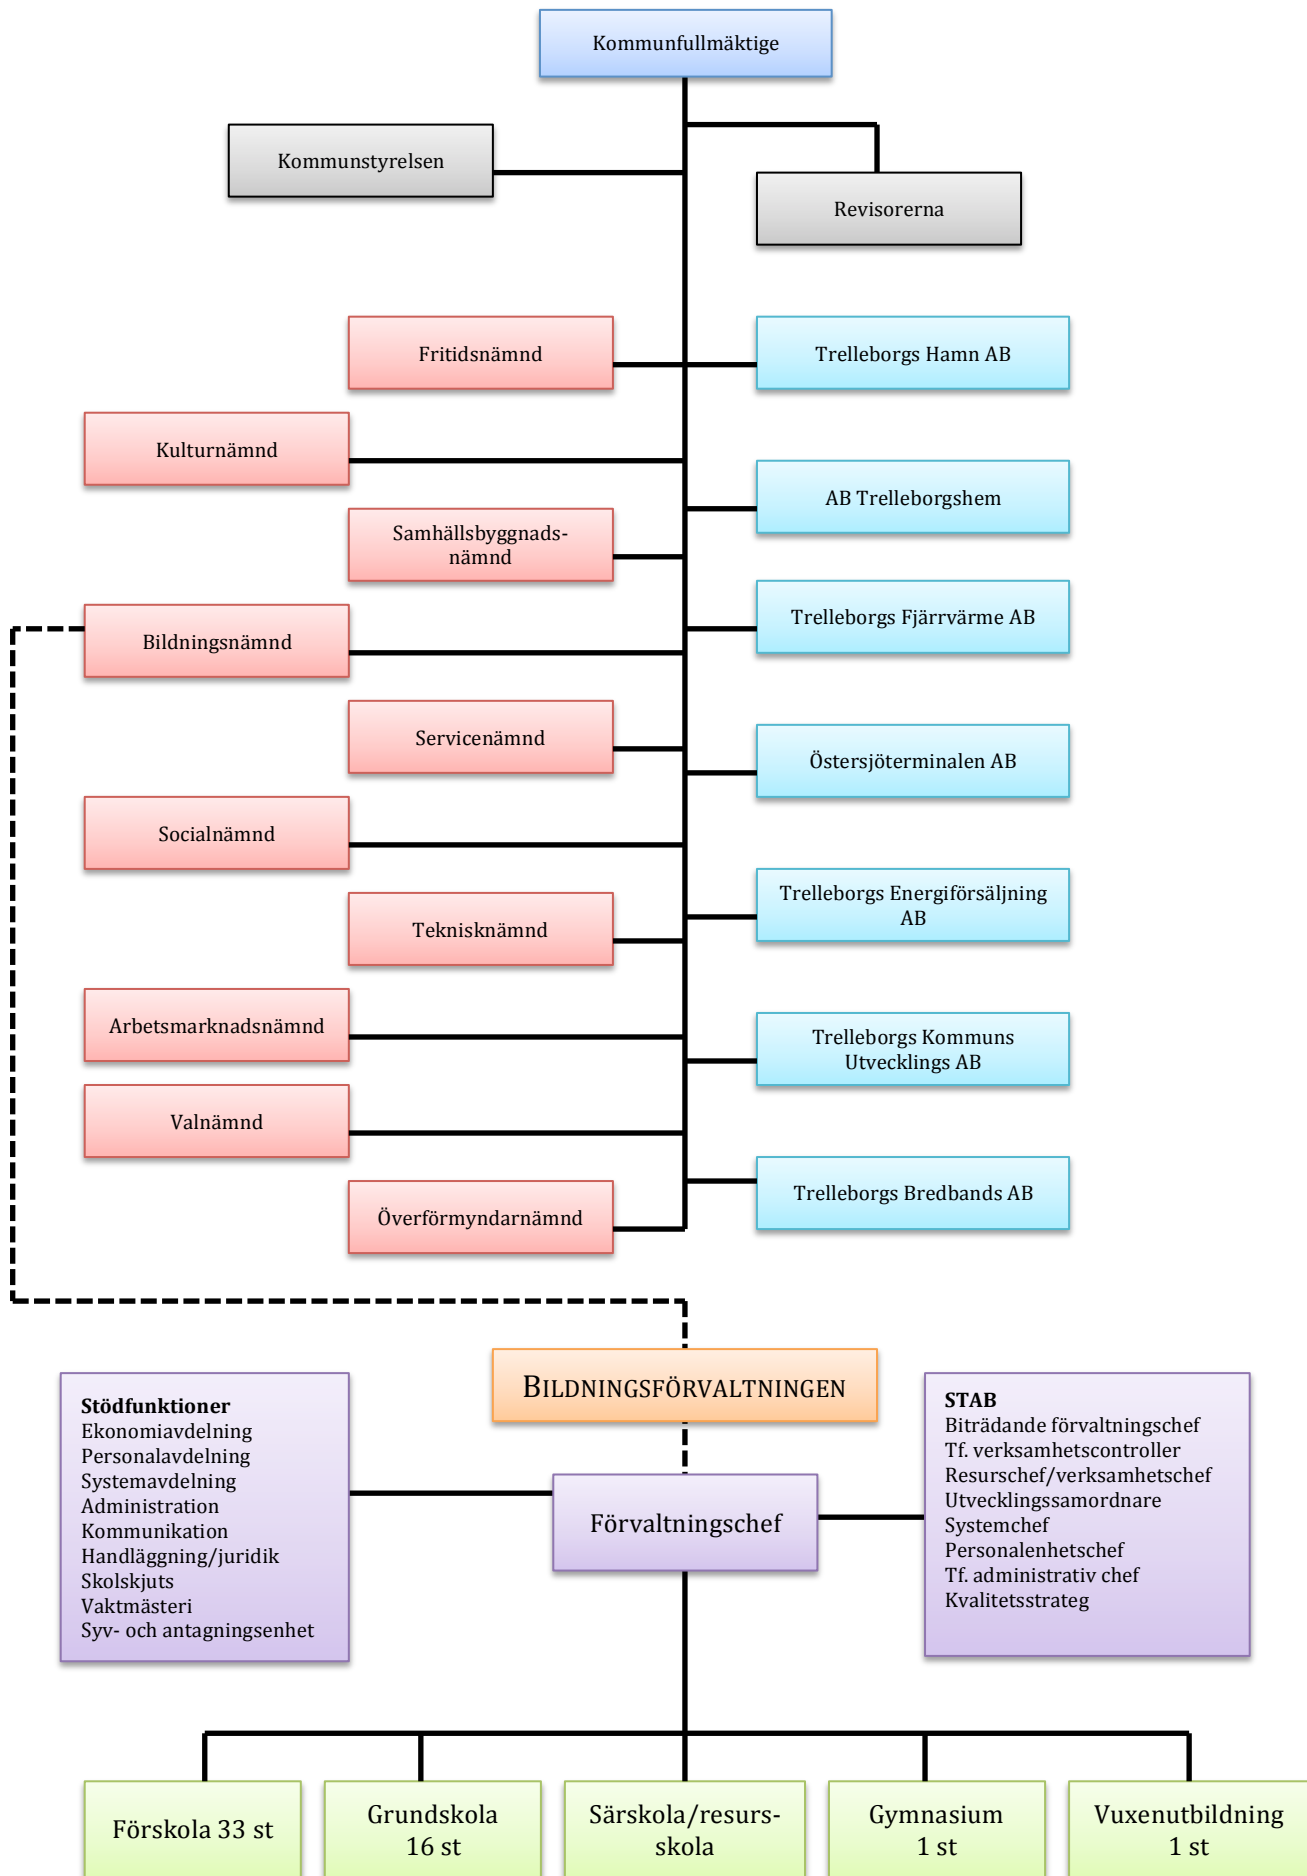 Kommunfullmäktige
Kommunstyrelsen
Revisorerna
Fritidsnämnd
Trelleborgs Hamn AB
Kulturnämnd
AB Trelleborgshem
Samhällsbyggnads-
nämnd
Trelleborgs Fjärrvärme AB
Bildningsnämnd
Servicenämnd
Östersjöterminalen AB
Socialnämnd
Trelleborgs Energiförsäljning
AB
Teknisknämnd
Arbetsmarknadsnämnd
Trelleborgs Kommuns
Utvecklings AB
Valnämnd
Trelleborgs Bredbands AB
Överförmyndarnämnd
BILDNINGSFÖRVALTNINGEN
Stödfunktioner
Ekonomiavdelning
Personalavdelning
Systemavdelning
Administration
Kommunikation
Handläggning/juridik
Skolskjuts
Vaktmästeri
Syv- och antagningsenhet
Förvaltningschef
STAB
Biträdande förvaltningschef
Tf. verksamhetscontroller
Resurschef/verksamhetschef
Utvecklingssamordnare
Systemchef
Personalenhetschef
Tf. administrativ chef
Kvalitetsstrateg
Förskola 33 st
Grundskola
16 st
Särskola/resurs-
skola
Gymnasium
1 st
Vuxenutbildning
1 st